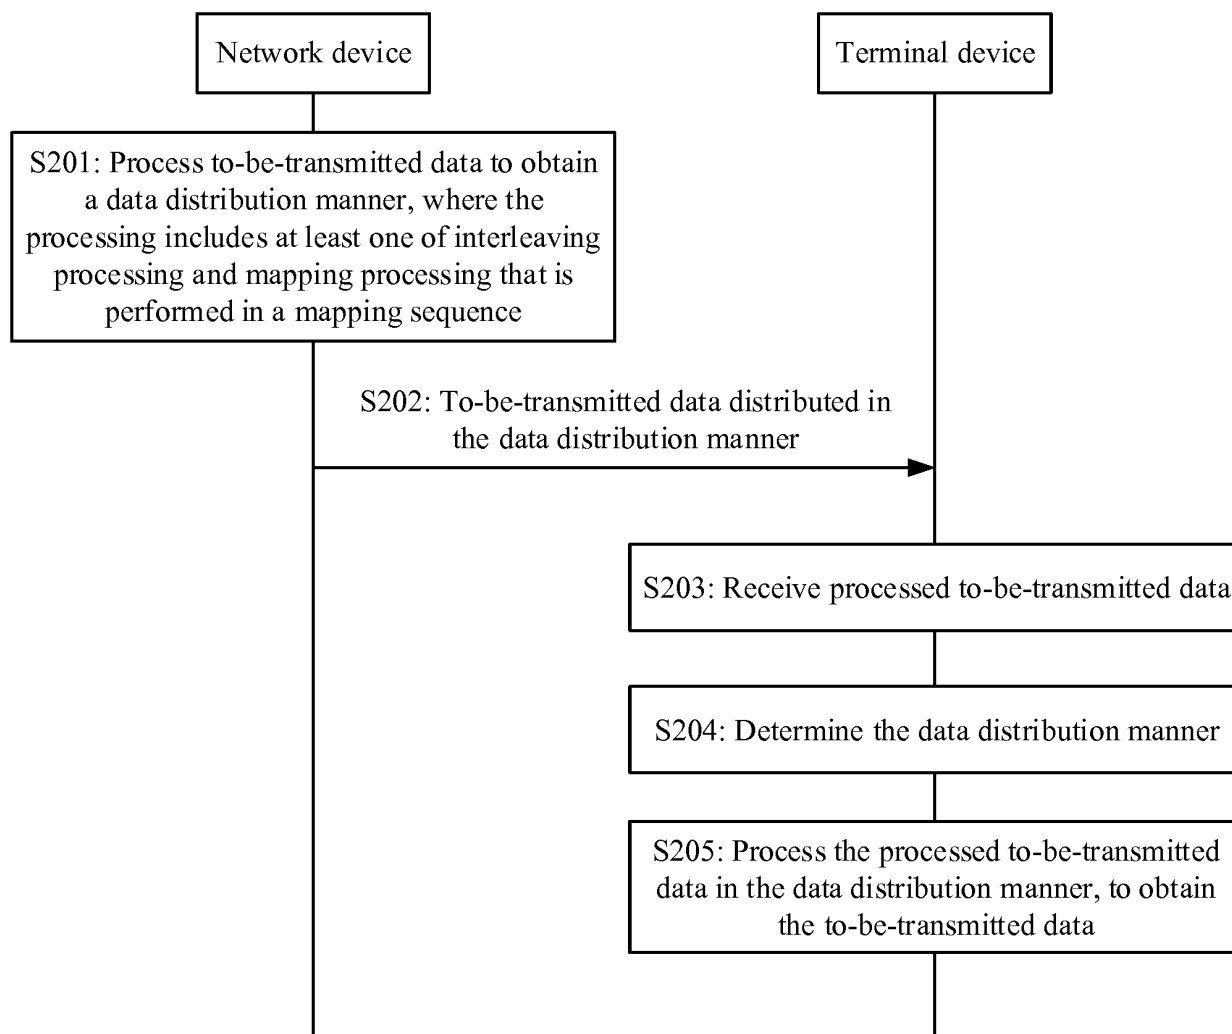 Network device
Terminal device
S201: Process to-be-transmitted data to obtain
a data distribution manner, where the
processing includes at least one of interleaving
processing and mapping processing that is
performed in a mapping sequence
S202: To-be-transmitted data distributed in
the data distribution manner
S203: Receive processed to-be-transmitted data
S204: Determine the data distribution manner
S205: Process the processed to-be-transmitted
data in the data distribution manner, to obtain
the to-be-transmitted data